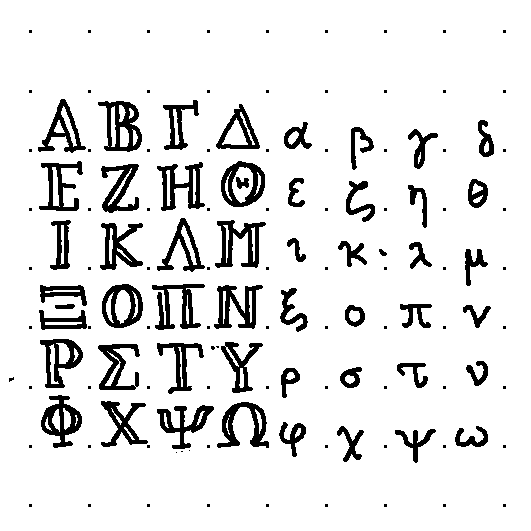 Α Β Γ Δ α β γ δ
Ε Ζ Η Θ ε ζ η θ
Ι Κ Λ Μ ι κ λ μ
Ξ Ο Π Ν ξ ο π ν
Ρ Σ Τ Υ ρ σ τ υ
Φ Χ Ψ Ω φ χ ψ ω